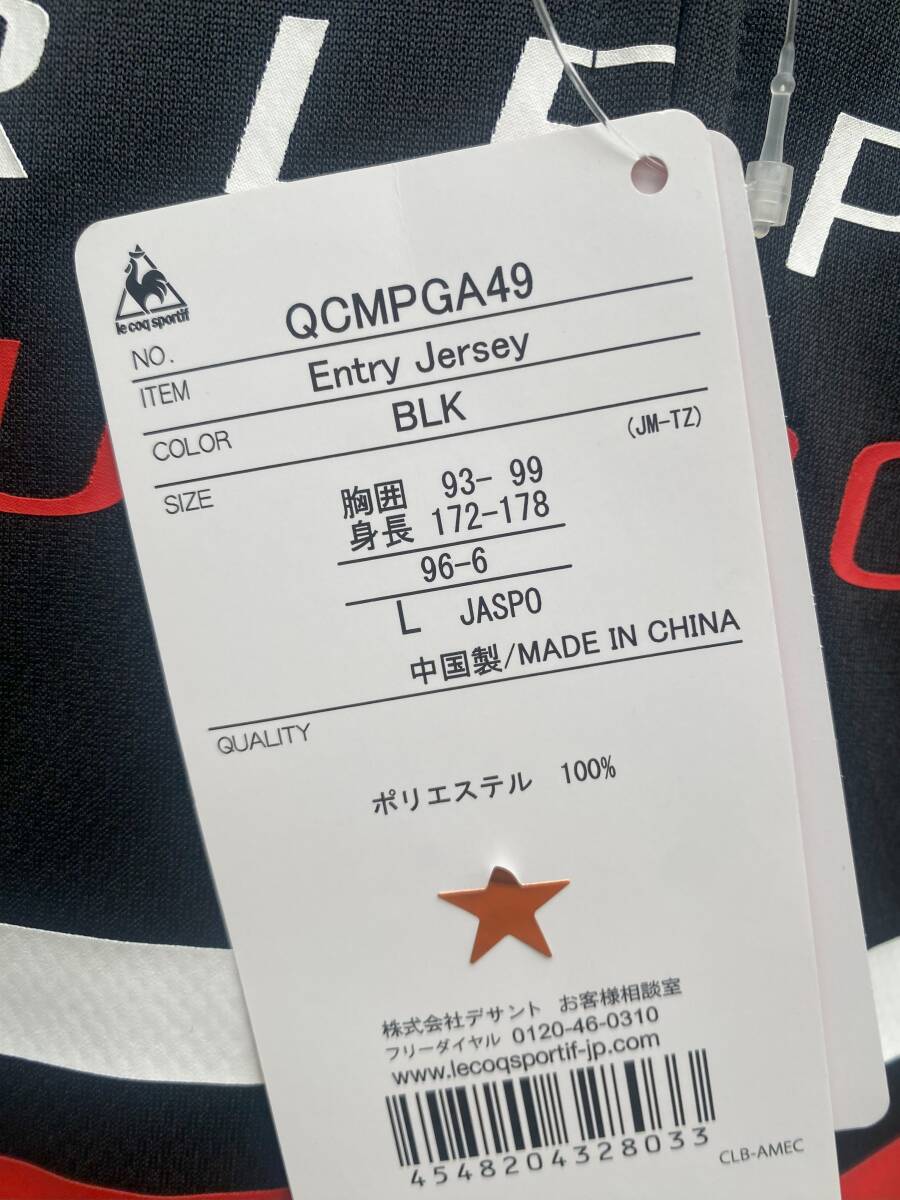 le coq sportif
NO. QCMPGA49
ITEM Entry Jersey
COLOR BLK
(JM-TZ)
SIZE 胸囲 93- 99
身長 172-178
96-6
L JASPO
中国製/MADE IN CHINA
QUALITY
ポリエステル 100%
株式会社デサント お客様相談室
フリーダイヤル 0120-46-0310
www.lecoqsportif-jp.com
4548204328033
CLB-AMEC